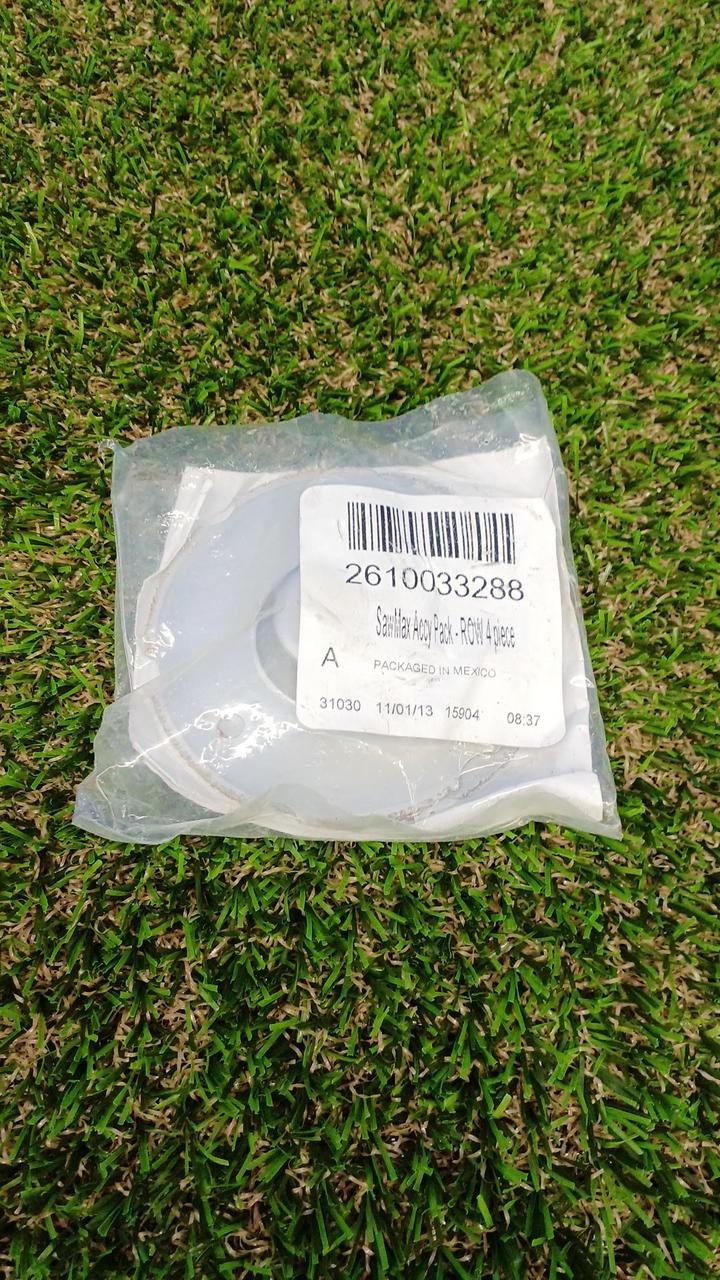 2610033288
SawMax Accy Pack - ROW 4 piece
A PACKAGED IN MEXICO
31030 11/01/13 15904 08:37